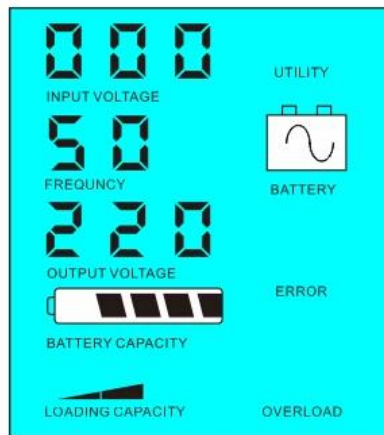 000
UTILITY
INPUT VOLTAGE
50
FREQUNCY
BATTERY
220
OUTPUT VOLTAGE
ERROR
BATTERY CAPACITY
LOADING CAPACITY
OVERLOAD